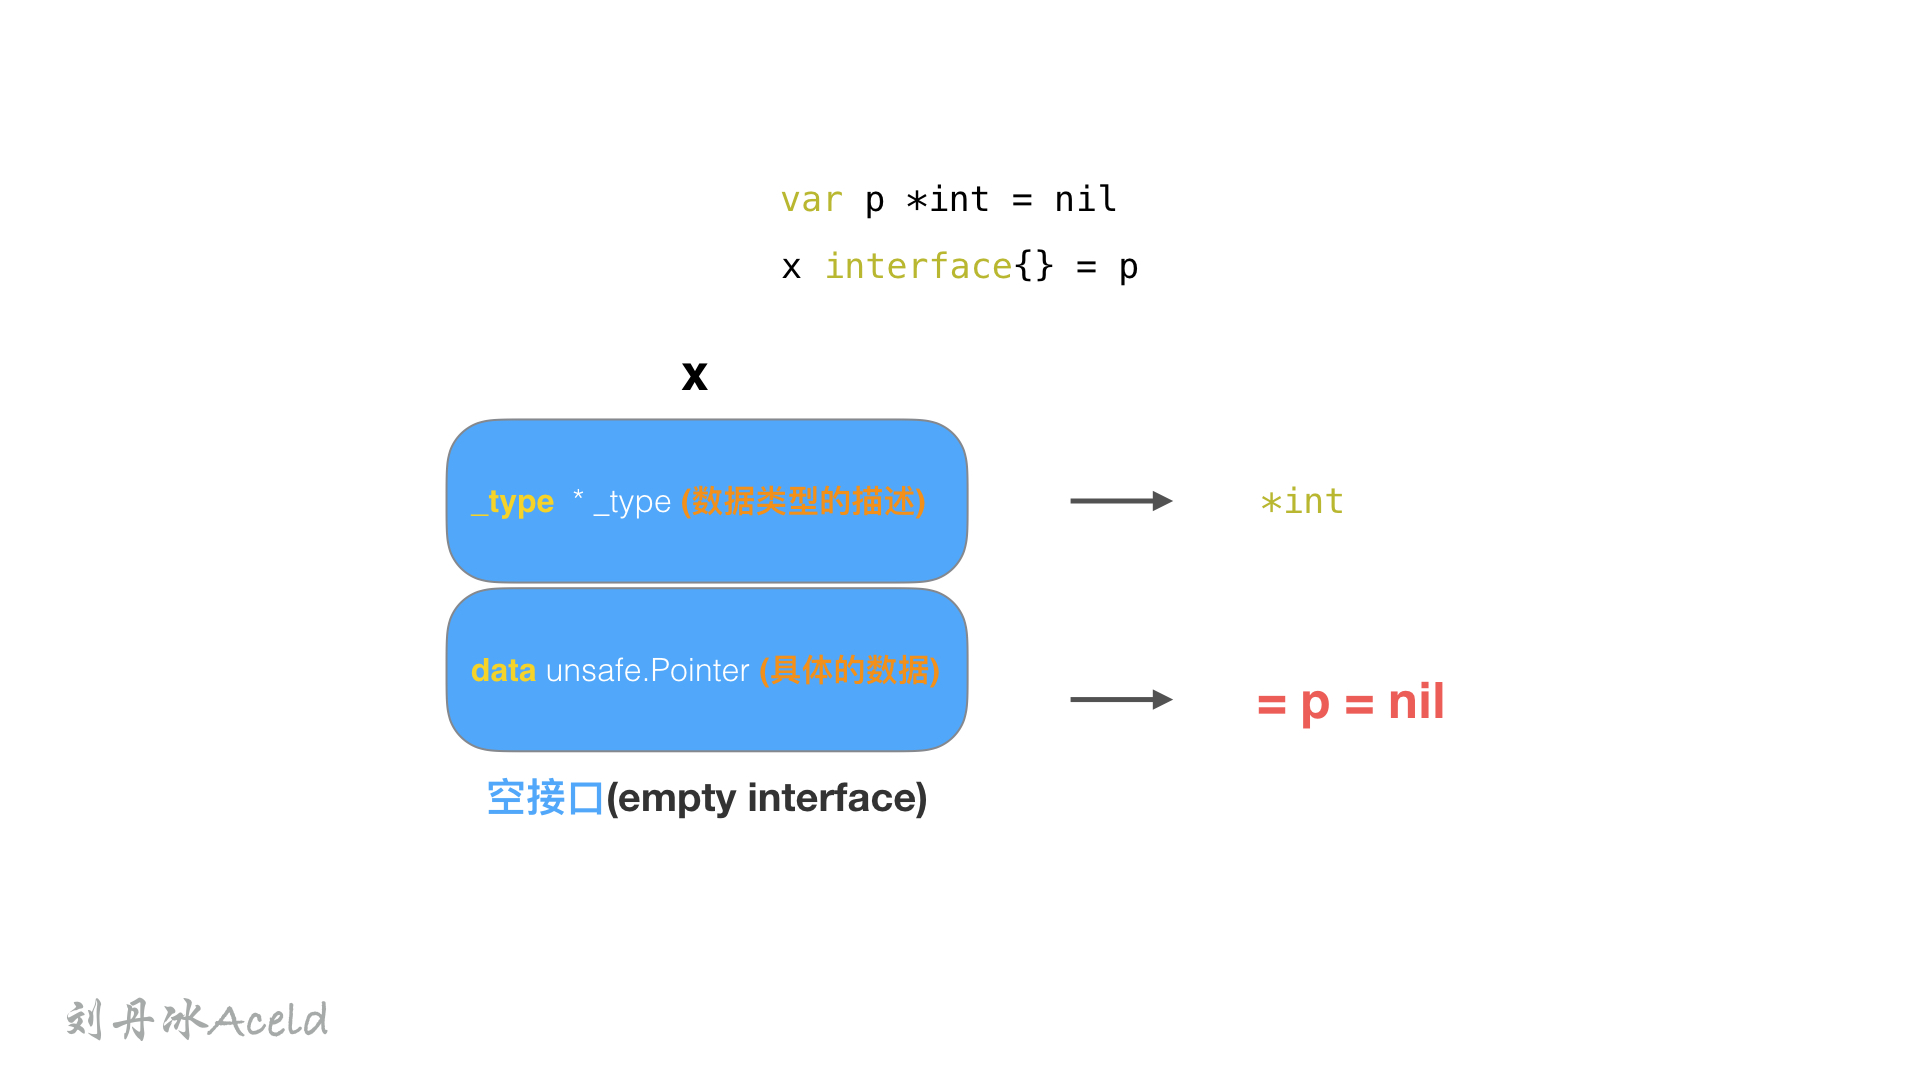 var p *int = nil
x interface{} = p
x
_type * _type (数据类型的描述)
*int
data unsafe.Pointer (具体的数据)
= p = nil
空接口(empty interface)
刘丹冰Aceld